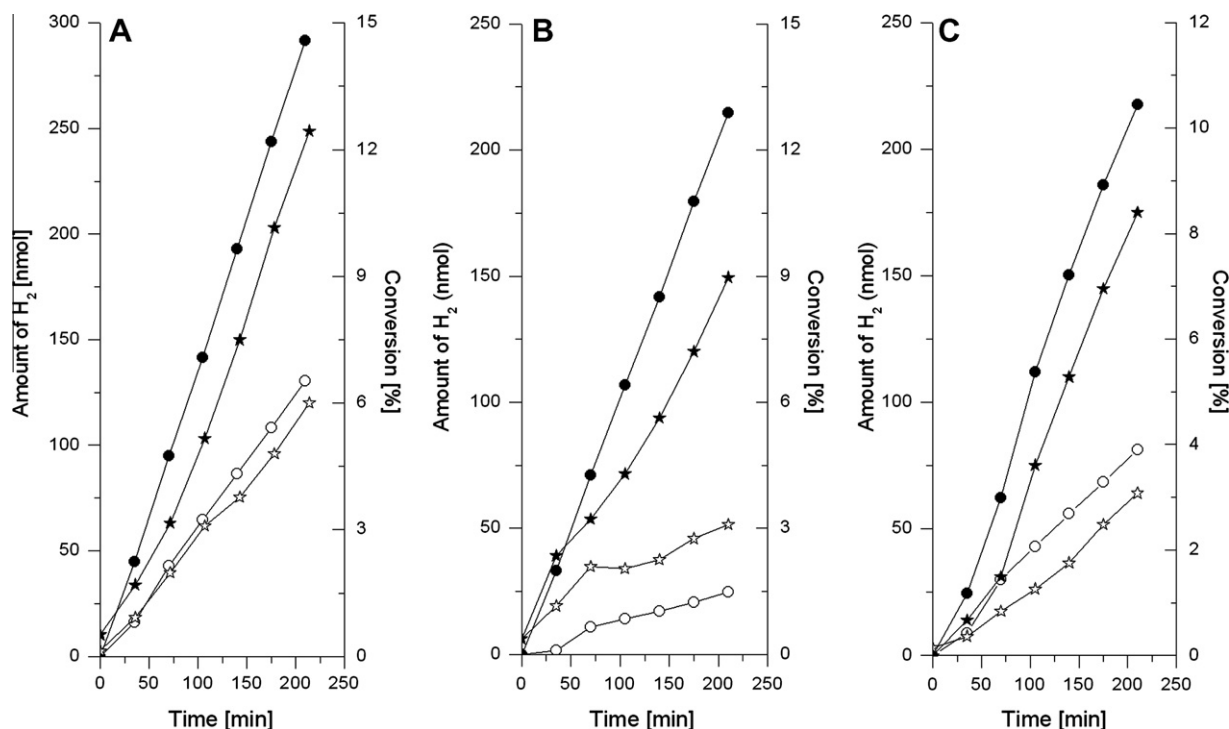 A
Amount of H2 [nmol]
300
250
200
150
100
50
0
15
12
9
6
3
0
Conversion [%]
0 50 100 150 200 250
Time [min]
B
Amount of H2 (nmol)
250
200
150
100
50
0
15
12
9
6
3
0
Conversion [%]
0 50 100 150 200 250
Time [min]
C
Amount of H2 (nmol)
250
200
150
100
50
0
12
10
8
6
4
2
0
Conversion [%]
0 50 100 150 200 250
Time [min]